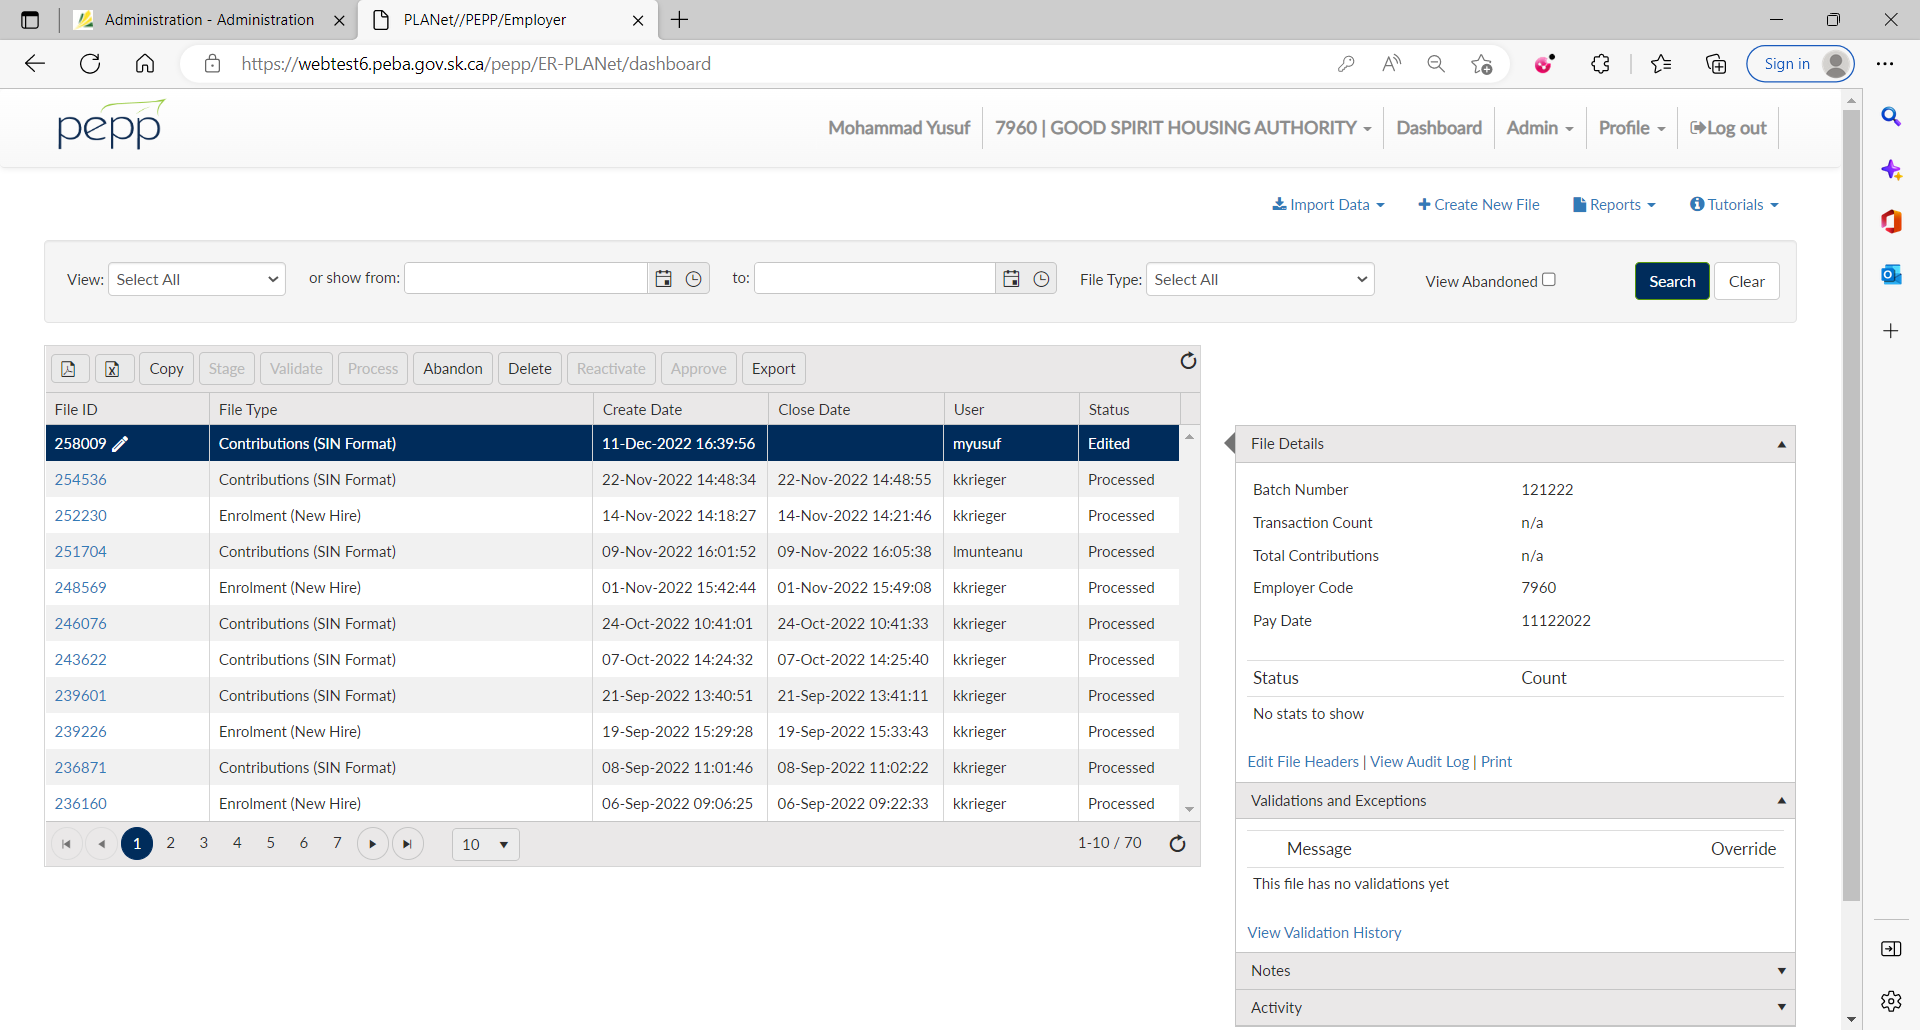 Administration - Administration
PLANet//PEPP/Employer
https://webtest6.peba.gov.sk.ca/pepp/ER-PLANet/dashboard
Sign in
pepp
Mohammad Yusuf
7960 | GOOD SPIRIT HOUSING AUTHORITY
Dashboard
Admin
Profile
Log out
Import Data
Create New File
Reports
Tutorials
View: Select All
or show from:
to:
File Type: Select All
View Abandoned
Search
Clear
Copy Stage Validate Process Abandon Delete Reactivate Approve Export
File ID File Type Create Date Close Date User Status
258009 Contributions (SIN Format) 11-Dec-2022 16:39:56 myusuf Edited
254536 Contributions (SIN Format) 22-Nov-2022 14:48:34 22-Nov-2022 14:48:55 kkrieger Processed
252230 Enrolment (New Hire) 14-Nov-2022 14:18:27 14-Nov-2022 14:21:46 kkrieger Processed
251704 Contributions (SIN Format) 09-Nov-2022 16:01:52 09-Nov-2022 16:05:38 lmunteanu Processed
248569 Enrolment (New Hire) 01-Nov-2022 15:42:44 01-Nov-2022 15:49:08 kkrieger Processed
246076 Contributions (SIN Format) 24-Oct-2022 10:41:01 24-Oct-2022 10:41:33 kkrieger Processed
243622 Contributions (SIN Format) 07-Oct-2022 14:24:32 07-Oct-2022 14:25:40 kkrieger Processed
239601 Contributions (SIN Format) 21-Sep-2022 13:40:51 21-Sep-2022 13:41:11 kkrieger Processed
239226 Enrolment (New Hire) 19-Sep-2022 15:29:28 19-Sep-2022 15:33:43 kkrieger Processed
236871 Contributions (SIN Format) 08-Sep-2022 11:01:46 08-Sep-2022 11:02:22 kkrieger Processed
236160 Enrolment (New Hire) 06-Sep-2022 09:06:25 06-Sep-2022 09:22:33 kkrieger Processed
1 2 3 4 5 6 7 10 1-10 / 70
File Details
Batch Number 121222
Transaction Count n/a
Total Contributions n/a
Employer Code 7960
Pay Date 11122022
Status Count
No stats to show
Edit File Headers | View Audit Log | Print
Validations and Exceptions
Message Override
This file has no validations yet
View Validation History
Notes
Activity